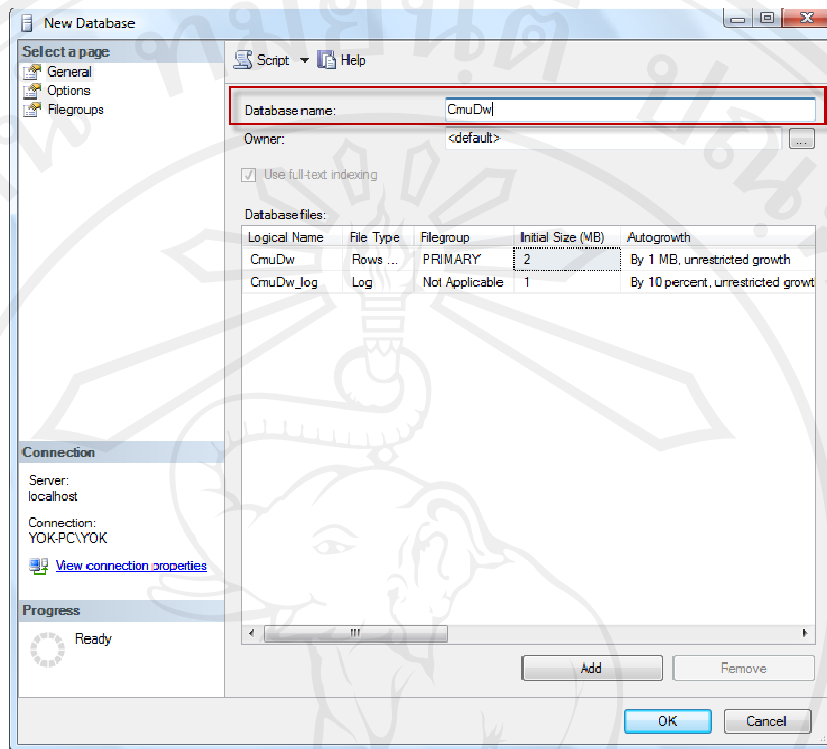 New Database
Select a page
General
Options
Filegroups
Script Help
Database name: CmuDw
Owner: <default> ...
Use full-text indexing
Database files:
Logical Name File Type Filegroup Initial Size (MB) Autogrowth
CmuDw Rows ... PRIMARY 2 By 1 MB, unrestricted growth
CmuDw_log Log Not Applicable 1 By 10 percent, unrestricted growt
Connection
Server:
localhost
Connection:
YOK-PC\YOK
View connection properties
Progress
Ready
Add Remove
OK Cancel